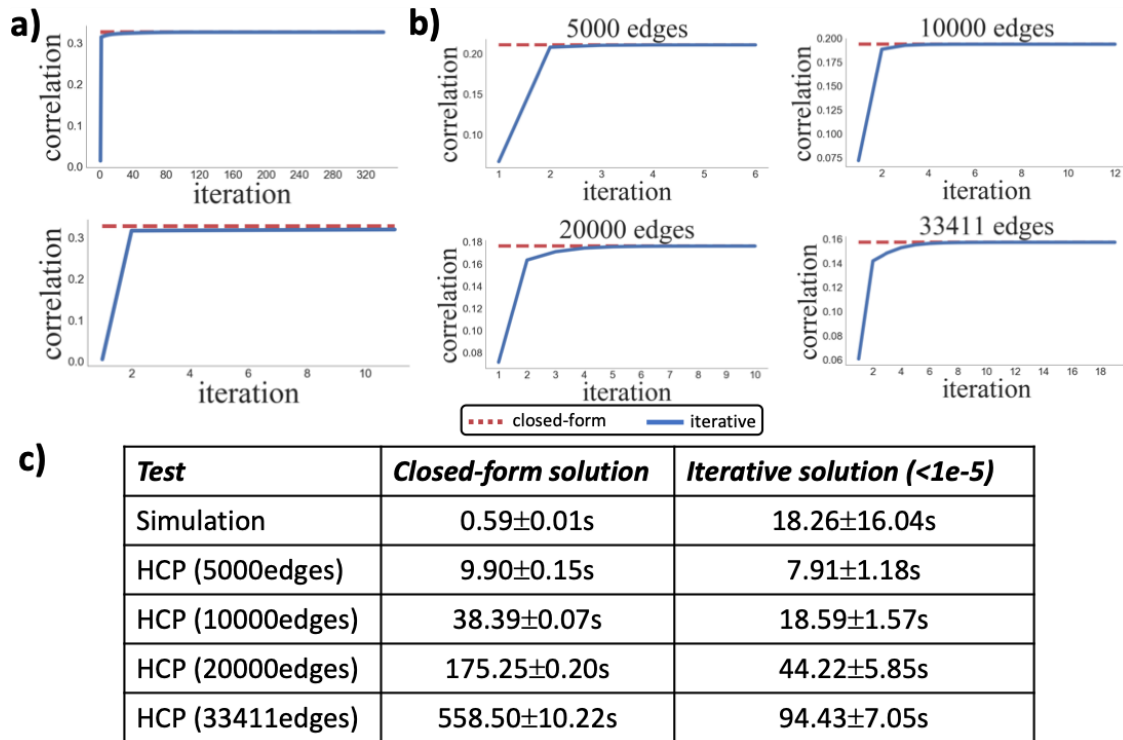 a)
0.3
0.2
0.1
0.0
correlation
0 40 80 120 160 200 240 280 320
iteration
0.3
0.2
0.1
0.0
correlation
2 4 6 8 10
iteration
b)
5000 edges
0.20
0.15
0.10
correlation
1 2 3 4 5 6
iteration
10000 edges
0.200
0.175
0.150
0.125
0.100
0.075
correlation
2 4 6 8 10 12
iteration
20000 edges
0.18
0.16
0.14
0.12
0.10
0.08
correlation
1 2 3 4 5 6 7 8 9 10
iteration
33411 edges
0.16
0.14
0.12
0.10
0.08
0.06
correlation
2 4 6 8 10 12 14 16 18
iteration
closed-form iterative
c)
Test Closed-form solution Iterative solution (<1e-5)
Simulation 0.59±0.01s 18.26±16.04s
HCP (5000edges) 9.90±0.15s 7.91±1.18s
HCP (10000edges) 38.39±0.07s 18.59±1.57s
HCP (20000edges) 175.25±0.20s 44.22±5.85s
HCP (33411edges) 558.50±10.22s 94.43±7.05s